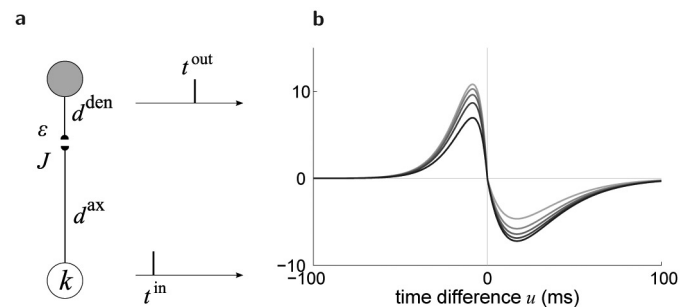 a
t^out
d^den
ε
J
d^ax
k
t^in
b
10
0
−10
−100
0
100
time difference u (ms)